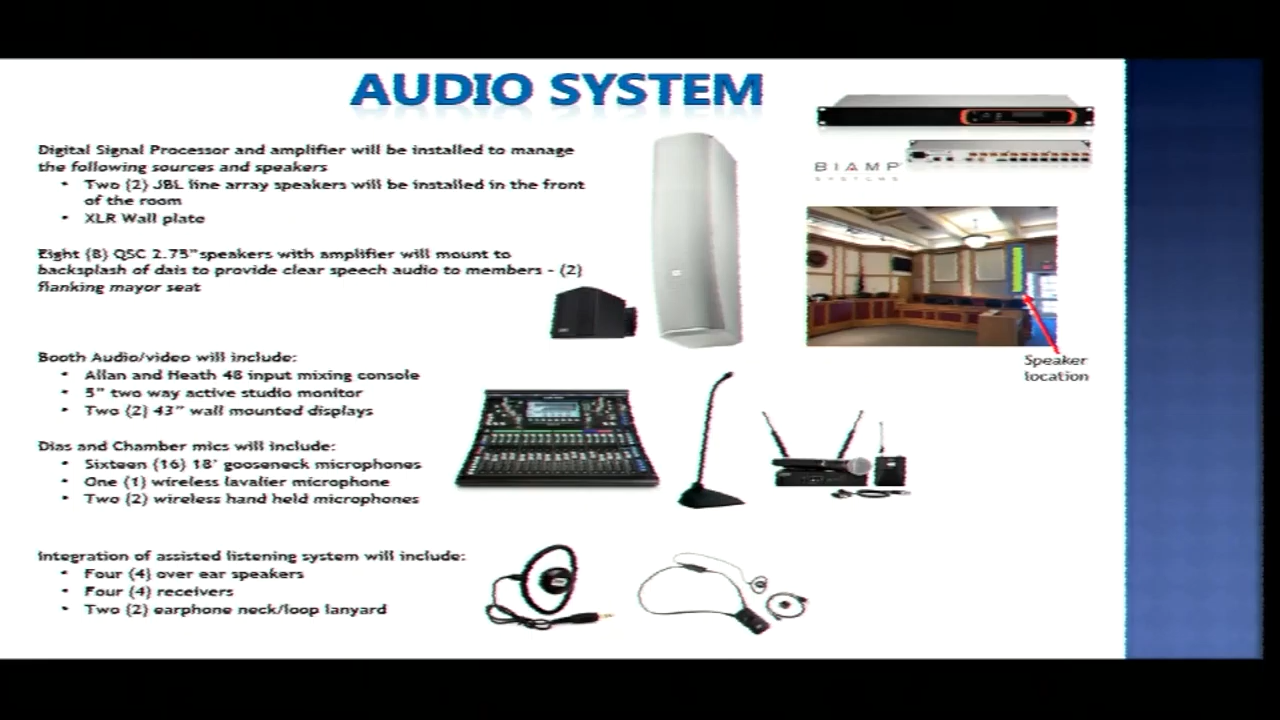 AUDIO SYSTEM
Digital Signal Processor and amplifier will be installed to manage
the following sources and speakers
• Two (2) JBL line array speakers will be installed in the front
of the room
• XLR Wall plate
Eight (8) QSC 2.75"speakers with amplifier will mount to
backsplash of dais to provide clear speech audio to members - (2)
flanking mayor seat
Booth Audio/video will include:
• Allan and Heath 48 input mixing console
• 5" two way active studio monitor
• Two (2) 43" wall mounted displays
Dias and Chamber mics will include:
• Sixteen (16) 18' gooseneck microphones
• One (1) wireless lavalier microphone
• Two (2) wireless hand held microphones
Integration of assisted listening system will include:
• Four (4) over ear speakers
• Four (4) receivers
• Two (2) earphone neck/loop lanyard
BIAMP
SYSTEMS
Speaker
location